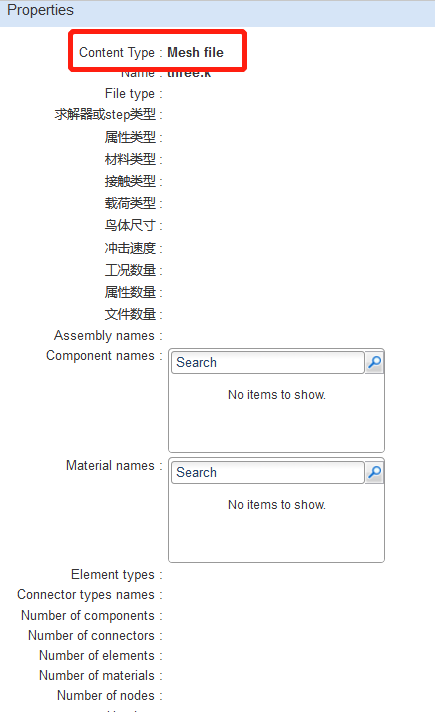 Properties
Content Type : Mesh file
Name : three.k
File type :
求解器或step类型 :
属性类型 :
材料类型 :
接触类型 :
载荷类型 :
鸟体尺寸 :
冲击速度 :
工况数量 :
属性数量 :
文件数量 :
Assembly names :
Component names :
Search
No items to show.
Material names :
Search
No items to show.
Element types :
Connector types names :
Number of components :
Number of connectors :
Number of elements :
Number of materials :
Number of nodes :